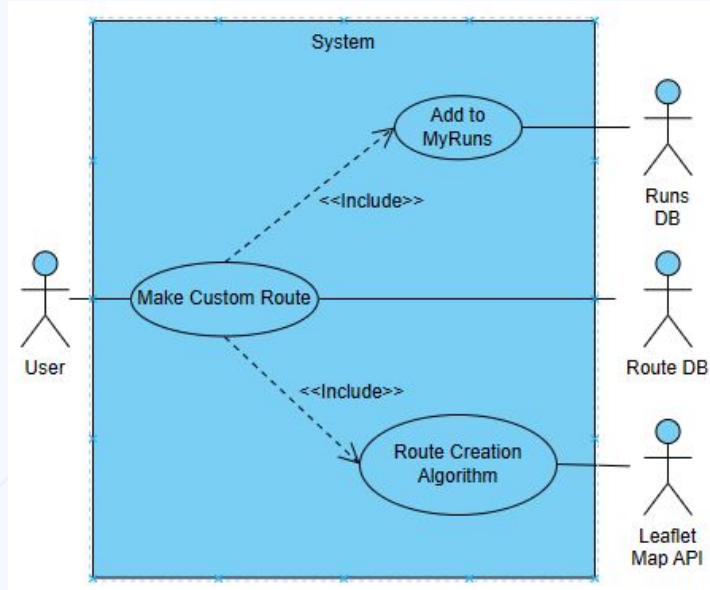 System
Add to
MyRuns
Runs
DB
<<Include>>
Make Custom Route
User
Route DB
<<Include>>
Route Creation
Algorithm
Leaflet
Map API